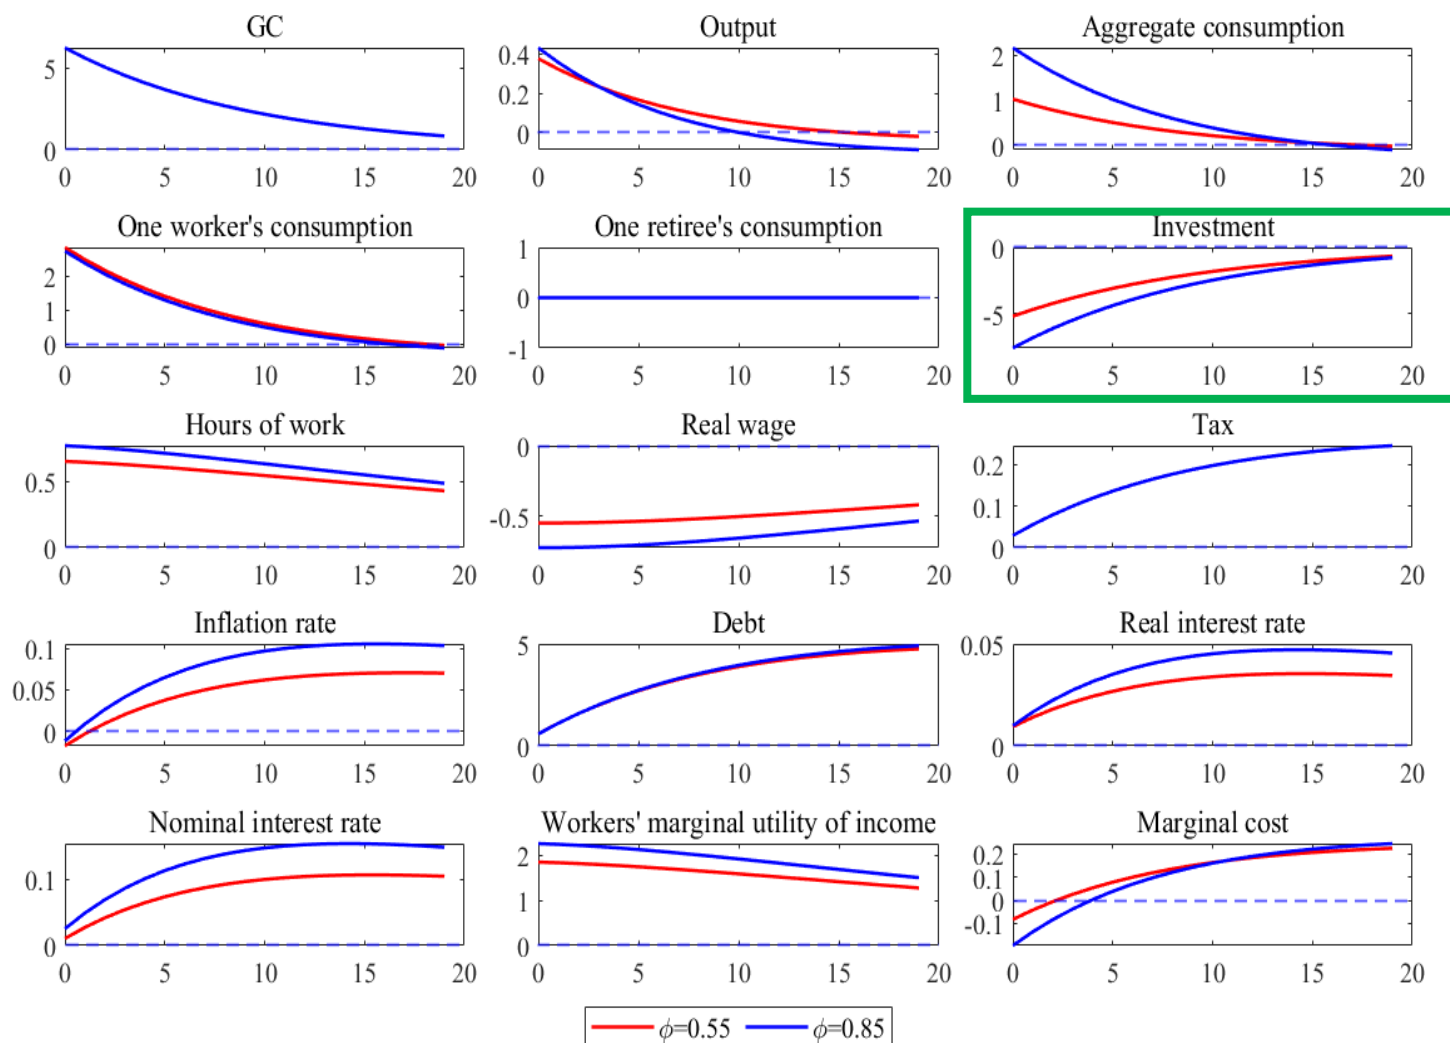 GC Output Aggregate consumption
5 0.4 2
0.2 1
0 0 0
0 5 10 15 20 0 5 10 15 20 0 5 10 15 20
One worker's consumption One retiree's consumption Investment
2 1 0
1 0 -5
0 -1
0 5 10 15 20 0 5 10 15 20 0 5 10 15 20
Hours of work Real wage Tax
0.5 0 0.2
0 -0.5 0.1
0
0 5 10 15 20 0 5 10 15 20 0 5 10 15 20
Inflation rate Debt Real interest rate
0.1 5 0.05
0.05
0 0 0
0 5 10 15 20 0 5 10 15 20 0 5 10 15 20
Nominal interest rate Workers' marginal utility of income Marginal cost
0.1 2 0.2
1 0.1
0 0 0
-0.1
0 5 10 15 20 0 5 10 15 20 0 5 10 15 20
ϕ=0.55 ϕ=0.85